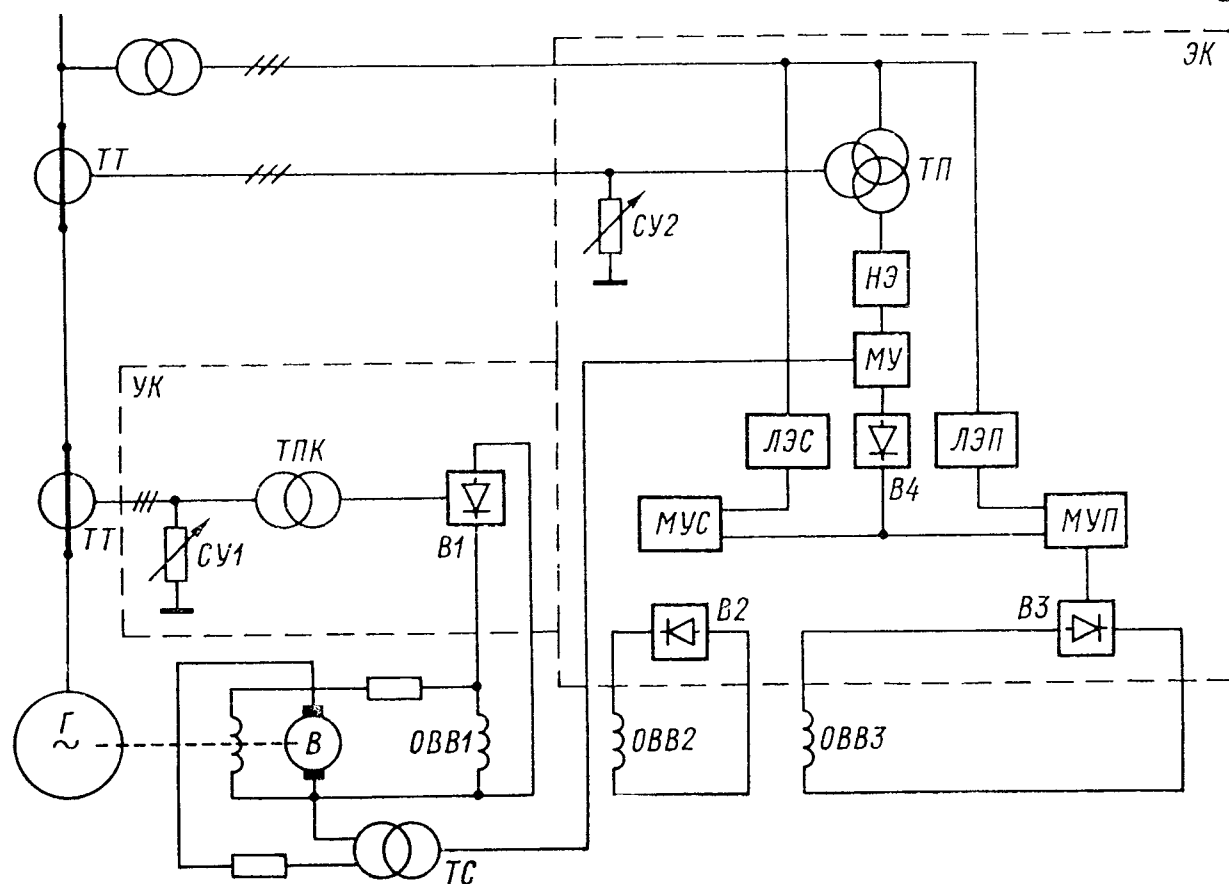 ЭК
ТТ
ТП
СУ2
НЭ
МУ
УК
ТПК
ЛЭС
ЛЭП
В4
МУС
МУП
ТТ
СУ1
В1
В2
В3
Г
~
В
ОВВ1
ОВВ2
ОВВ3
ТС